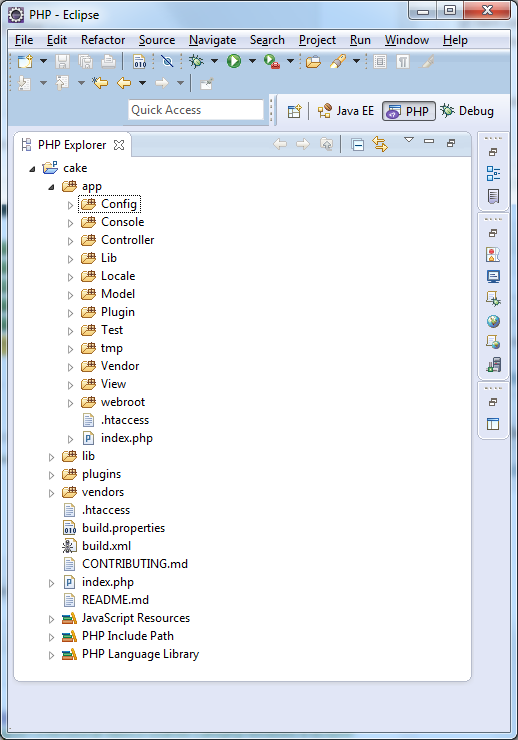 PHP - Eclipse
File Edit Refactor Source Navigate Search Project Run Window Help
Quick Access
Java EE
PHP
Debug
PHP Explorer
cake
app
Config
Console
Controller
Lib
Locale
Model
Plugin
Test
tmp
Vendor
View
webroot
.htaccess
index.php
lib
plugins
vendors
.htaccess
build.properties
build.xml
CONTRIBUTING.md
index.php
README.md
JavaScript Resources
PHP Include Path
PHP Language Library